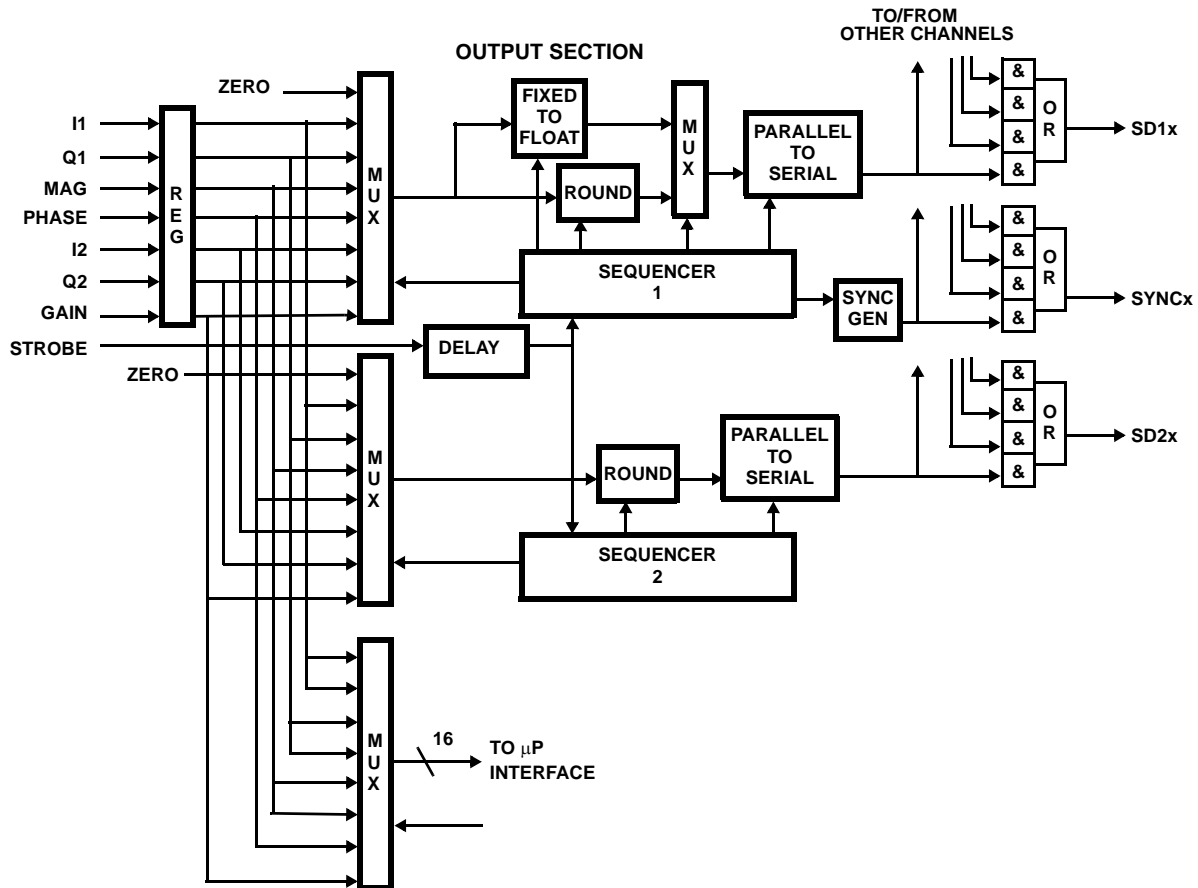 TO/FROM
OTHER CHANNELS
OUTPUT SECTION
ZERO
I1
Q1
MAG
PHASE
I2
Q2
GAIN
STROBE
REG
MUX
FIXED
TO
FLOAT
ROUND
MUX
PARALLEL
TO
SERIAL
SEQUENCER
1
SYNC
GEN
&
&
&
&
OR
SD1x
&
&
&
&
OR
SYNCx
DELAY
ZERO
MUX
ROUND
PARALLEL
TO
SERIAL
SEQUENCER
2
&
&
&
&
OR
SD2x
MUX
16
TO μP
INTERFACE